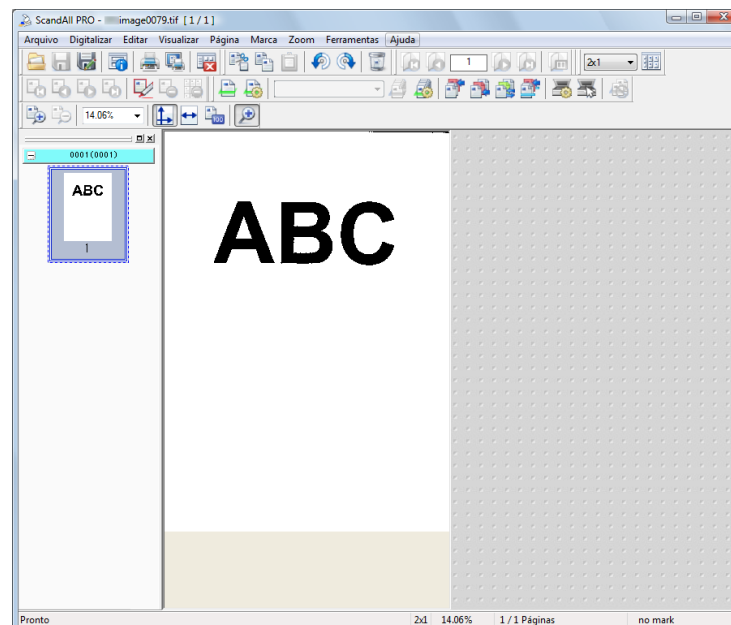 ScandAll PRO - image0079.tif [ 1 / 1 ]
Arquivo Digitalizar Editar Visualizar Página Marca Zoom Ferramentas Ajuda
1 2x1
14.06% 100
0001(0001)
ABC
1
ABC
Pronto 2x1 14.06% 1 / 1 Páginas no mark